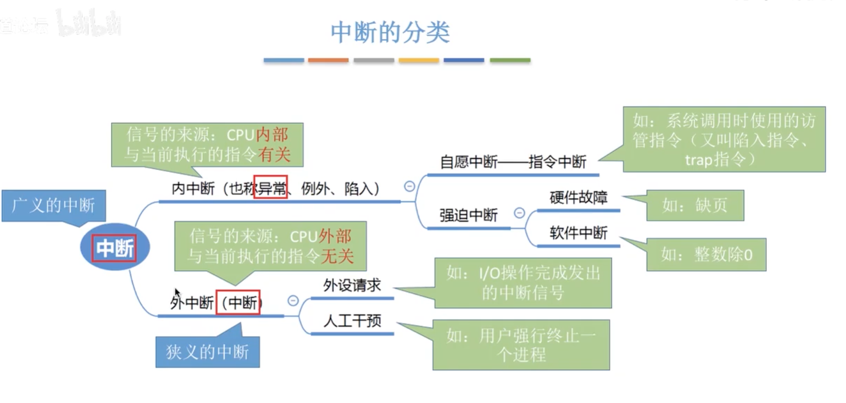 bilibili
中断的分类
信号的来源：CPU内部
与当前执行的指令有关
如：系统调用时使用的访
管指令（又叫陷入指令、
trap指令）
自愿中断——指令中断
内中断（也称异常、例外、陷入）
广义的中断
硬件故障
如：缺页
强迫中断
软件中断
如：整数除0
中断
信号的来源：CPU外部
与当前执行的指令无关
外设请求
如：I/O操作完成发出
的中断信号
外中断（中断）
人工干预
如：用户强行终止一
个进程
狭义的中断